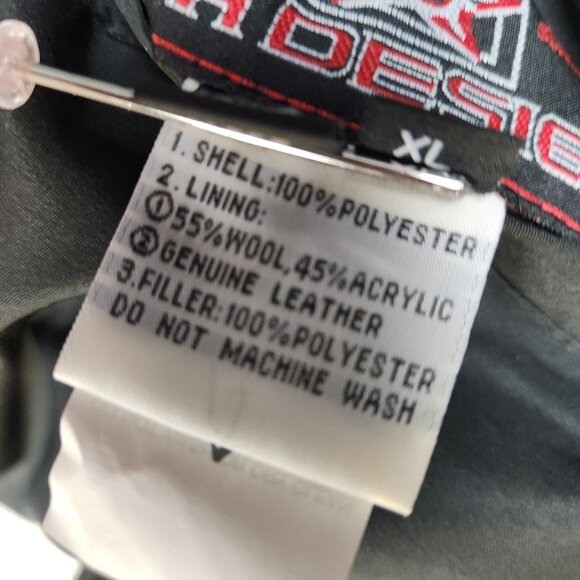 DESIG
XL
1. SHELL:100%POLYESTER
2. LINING:
①55%WOOL,45%ACRYLIC
②GENUINE LEATHER
3.FILLER:100%POLYESTER
DO NOT MACHINE WASH